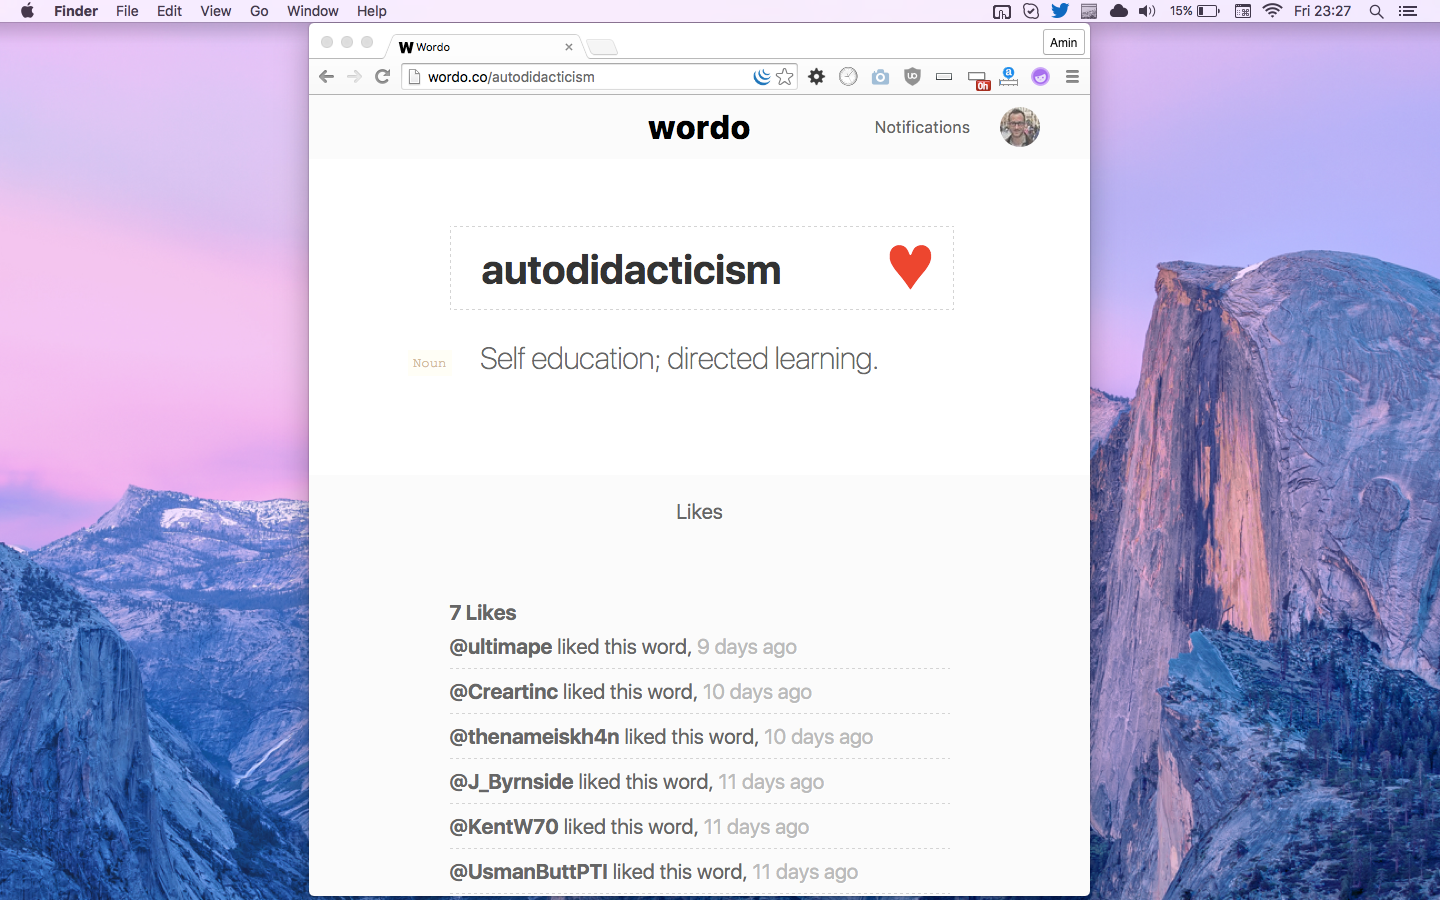 Finder File Edit View Go Window Help 15% Fri 23:27
Wordo Amin
wordo.co/autodidacticism 0h
wordo Notifications
autodidacticism
Noun Self education; directed learning.
Likes
7 Likes
@ultimape liked this word, 9 days ago
@Creartinc liked this word, 10 days ago
@thenameiskh4n liked this word, 10 days ago
@J_Byrnside liked this word, 11 days ago
@KentW70 liked this word, 11 days ago
@UsmanButtPTI liked this word, 11 days ago